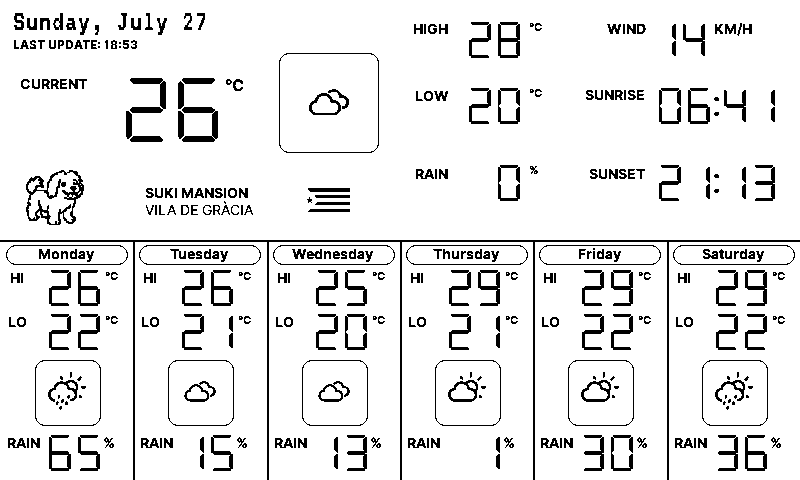 Sunday, July 27
LAST UPDATE: 18:53
CURRENT 26 °C
HIGH 28 °C
WIND 14 KM/H
LOW 20 °C
SUNRISE 06:41
RAIN 0 %
SUNSET 21:13
SUKI MANSION
VILA DE GRÀCIA
Monday
HI 26 °C
LO 22 °C
RAIN 65 %
Tuesday
HI 26 °C
LO 21 °C
RAIN 15 %
Wednesday
HI 25 °C
LO 20 °C
RAIN 13 %
Thursday
HI 29 °C
LO 21 °C
RAIN 1 %
Friday
HI 29 °C
LO 22 °C
RAIN 30 %
Saturday
HI 29 °C
LO 22 °C
RAIN 36 %